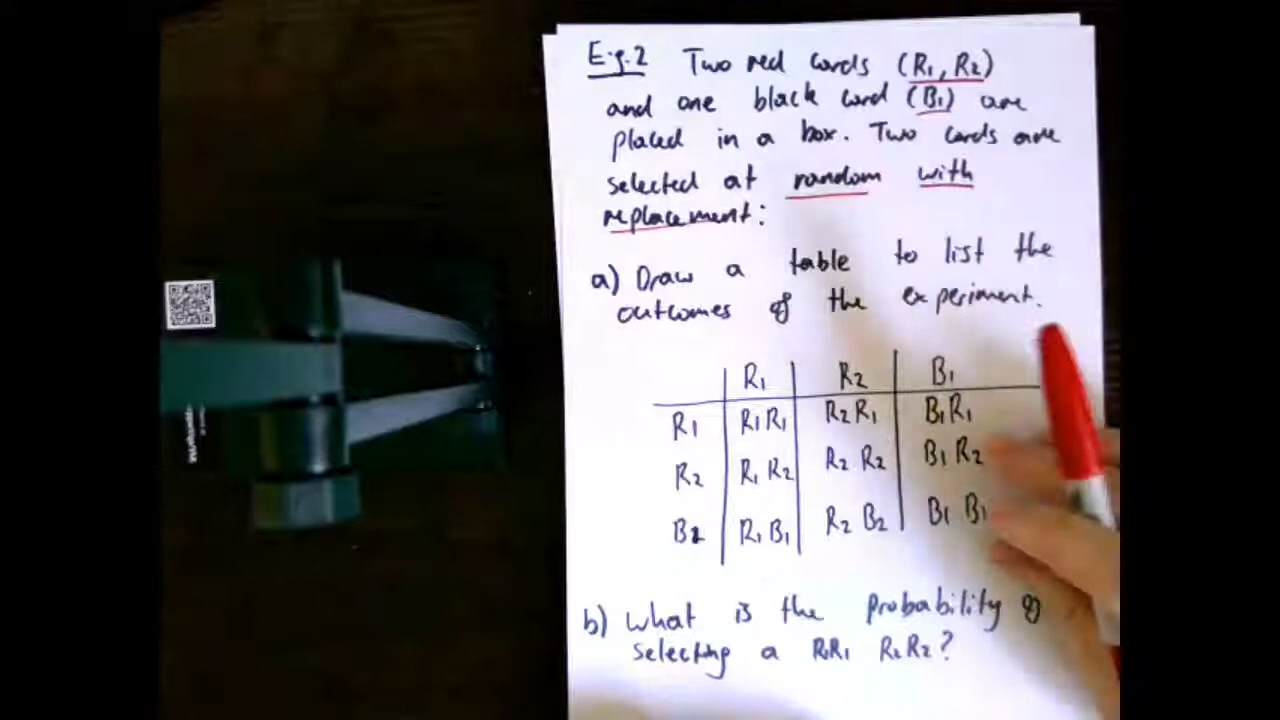 E.g.2 Two red cards (R1, R2)
and one black card (B1) are
placed in a box. Two cards are
selected at random with
replacement:
a) Draw a table to list the
outcomes of the experiment.
R1 R2 B1
R1 R1R1 R2R1 B1R1
R2 R1R2 R2R2 B1R2
B2 R1B1 R2B2 B1B1
b) What is the probability of
selecting a R1R1 R2R2?